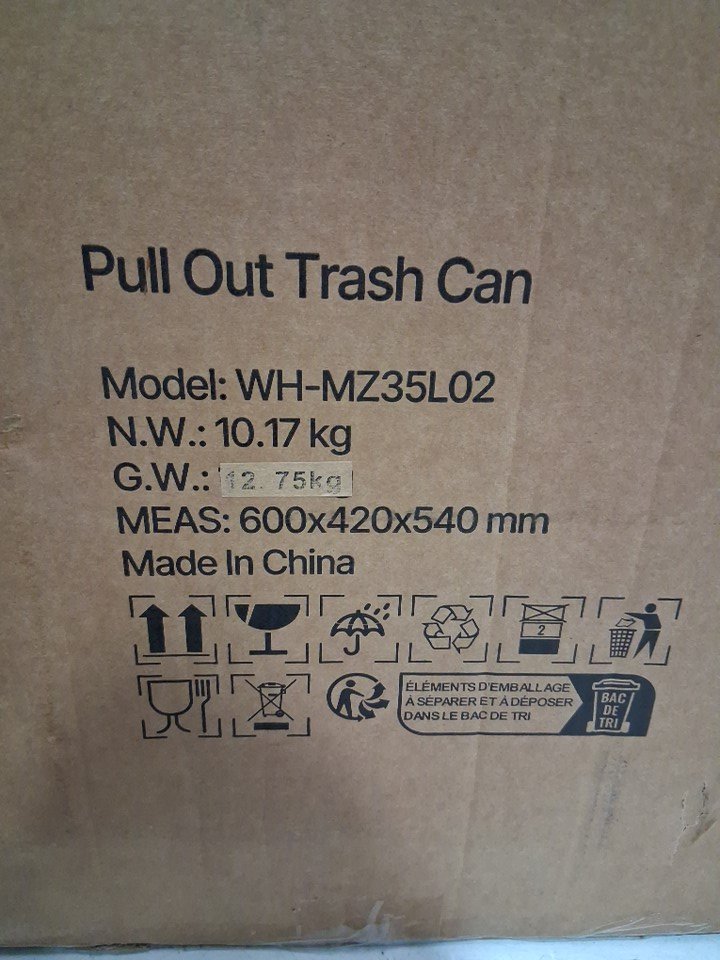 Pull Out Trash Can
Model: WH-MZ35L02
N.W.: 10.17 kg
G.W.: 12.75kg
MEAS: 600x420x540 mm
Made In China
2
ÉLÉMENTS D'EMBALLAGE
À SÉPARER ET À DÉPOSER
DANS LE BAC DE TRI
BAC
DE
TRI